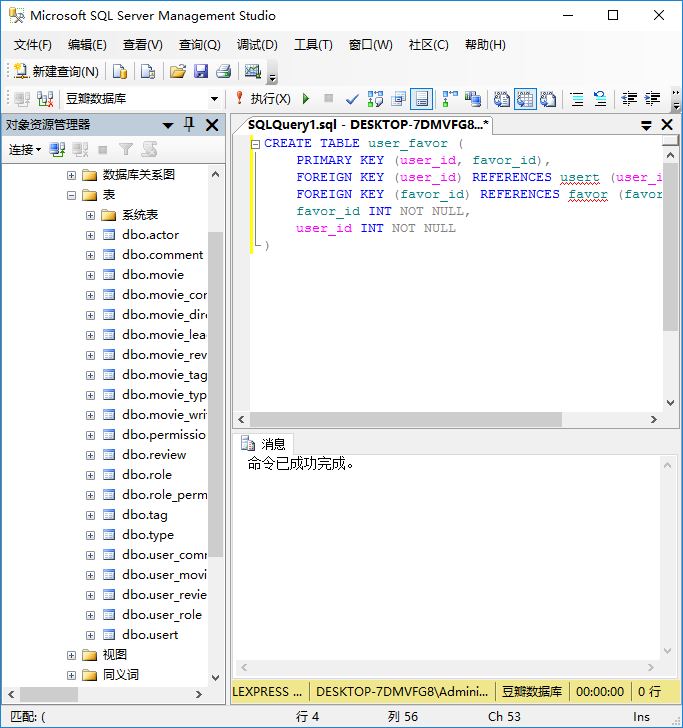 Microsoft SQL Server Management Studio
文件(F) 编辑(E) 查看(V) 查询(Q) 调试(D) 工具(T) 窗口(W) 社区(C) 帮助(H)
新建查询(N)
豆瓣数据库 执行(X)
对象资源管理器
连接
数据库关系图
表
系统表
dbo.actor
dbo.comment
dbo.movie
dbo.movie_cor
dbo.movie_dire
dbo.movie_lea
dbo.movie_rev
dbo.movie_tag
dbo.movie_typ
dbo.movie_wri
dbo.permissio
dbo.review
dbo.role
dbo.role_perm
dbo.tag
dbo.type
dbo.user_comr
dbo.user_movi
dbo.user_revie
dbo.user_role
dbo.usert
视图
同义词
SQLQuery1.sql - DESKTOP-7DMVFG8...*
CREATE TABLE user_favor (
PRIMARY KEY (user_id, favor_id),
FOREIGN KEY (user_id) REFERENCES usert (user_i
FOREIGN KEY (favor_id) REFERENCES favor (favor
favor_id INT NOT NULL,
user_id INT NOT NULL
)
消息
命令已成功完成。
LEXPRESS ... DESKTOP-7DMVFG8\Admini... 豆瓣数据库 00:00:00 0 行
匹配: ( 行 4 列 56 Ch 53 Ins